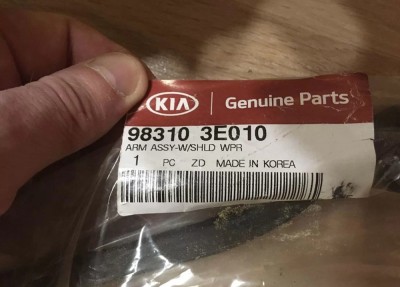 KIA Genuine Parts
98310 3E010
ARM ASSY-W/SHLD WPR
1 PC ZD MADE IN KOREA